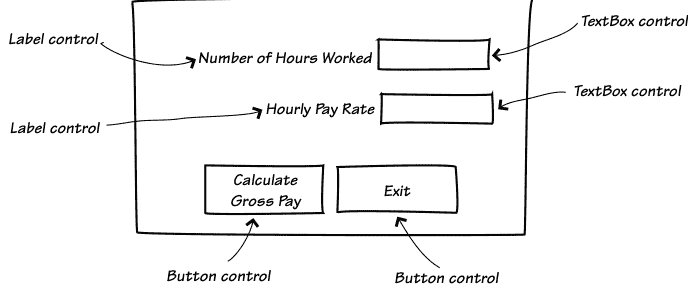 TextBox control
Label control
Number of Hours Worked
Hourly Pay Rate
TextBox control
Label control
Calculate
Gross Pay
Exit
Button control
Button control